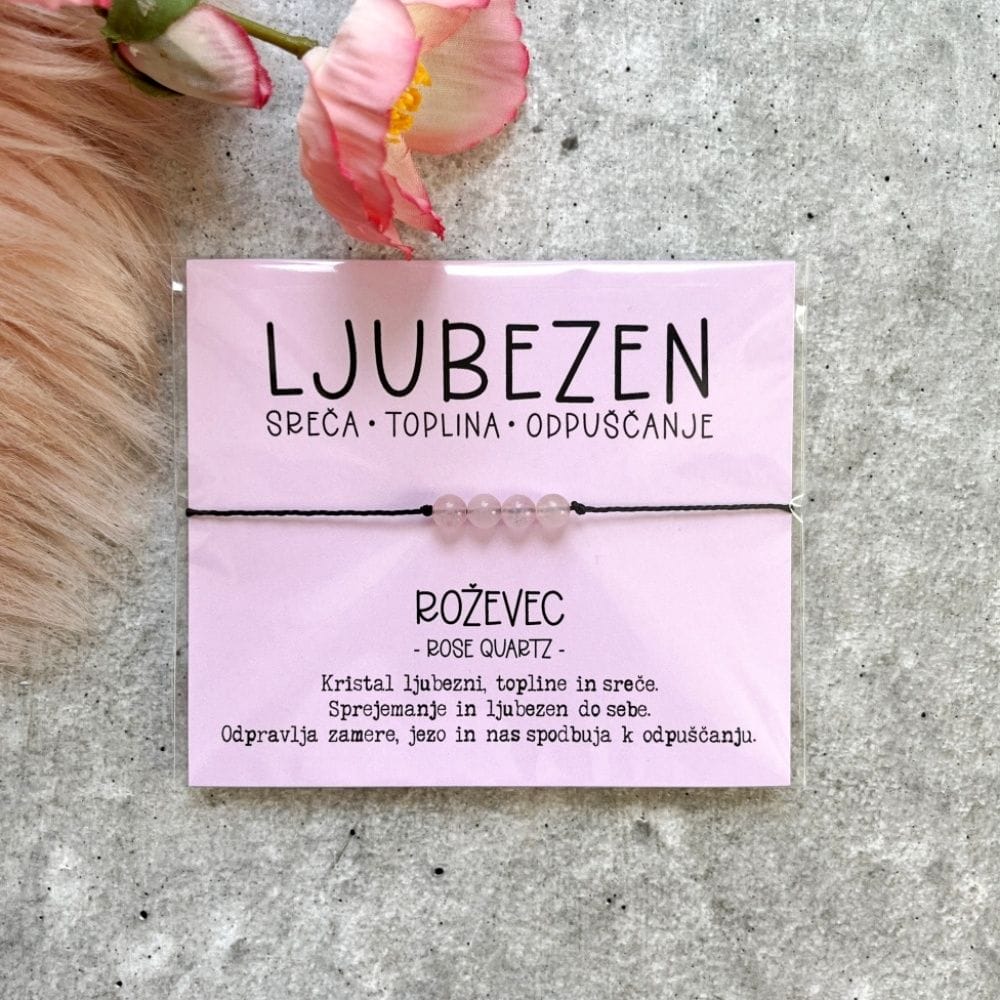 LJUBEZEN
SREČA • TOPLINA • ODPUŠČANJE
ROŽEVEC
- ROSE QUARTZ -
Kristal ljubezni, topline in sreče.
Sprejemanje in ljubezen do sebe.
Odpravlja zamere, jezo in nas spodbuja k odpuščanju.